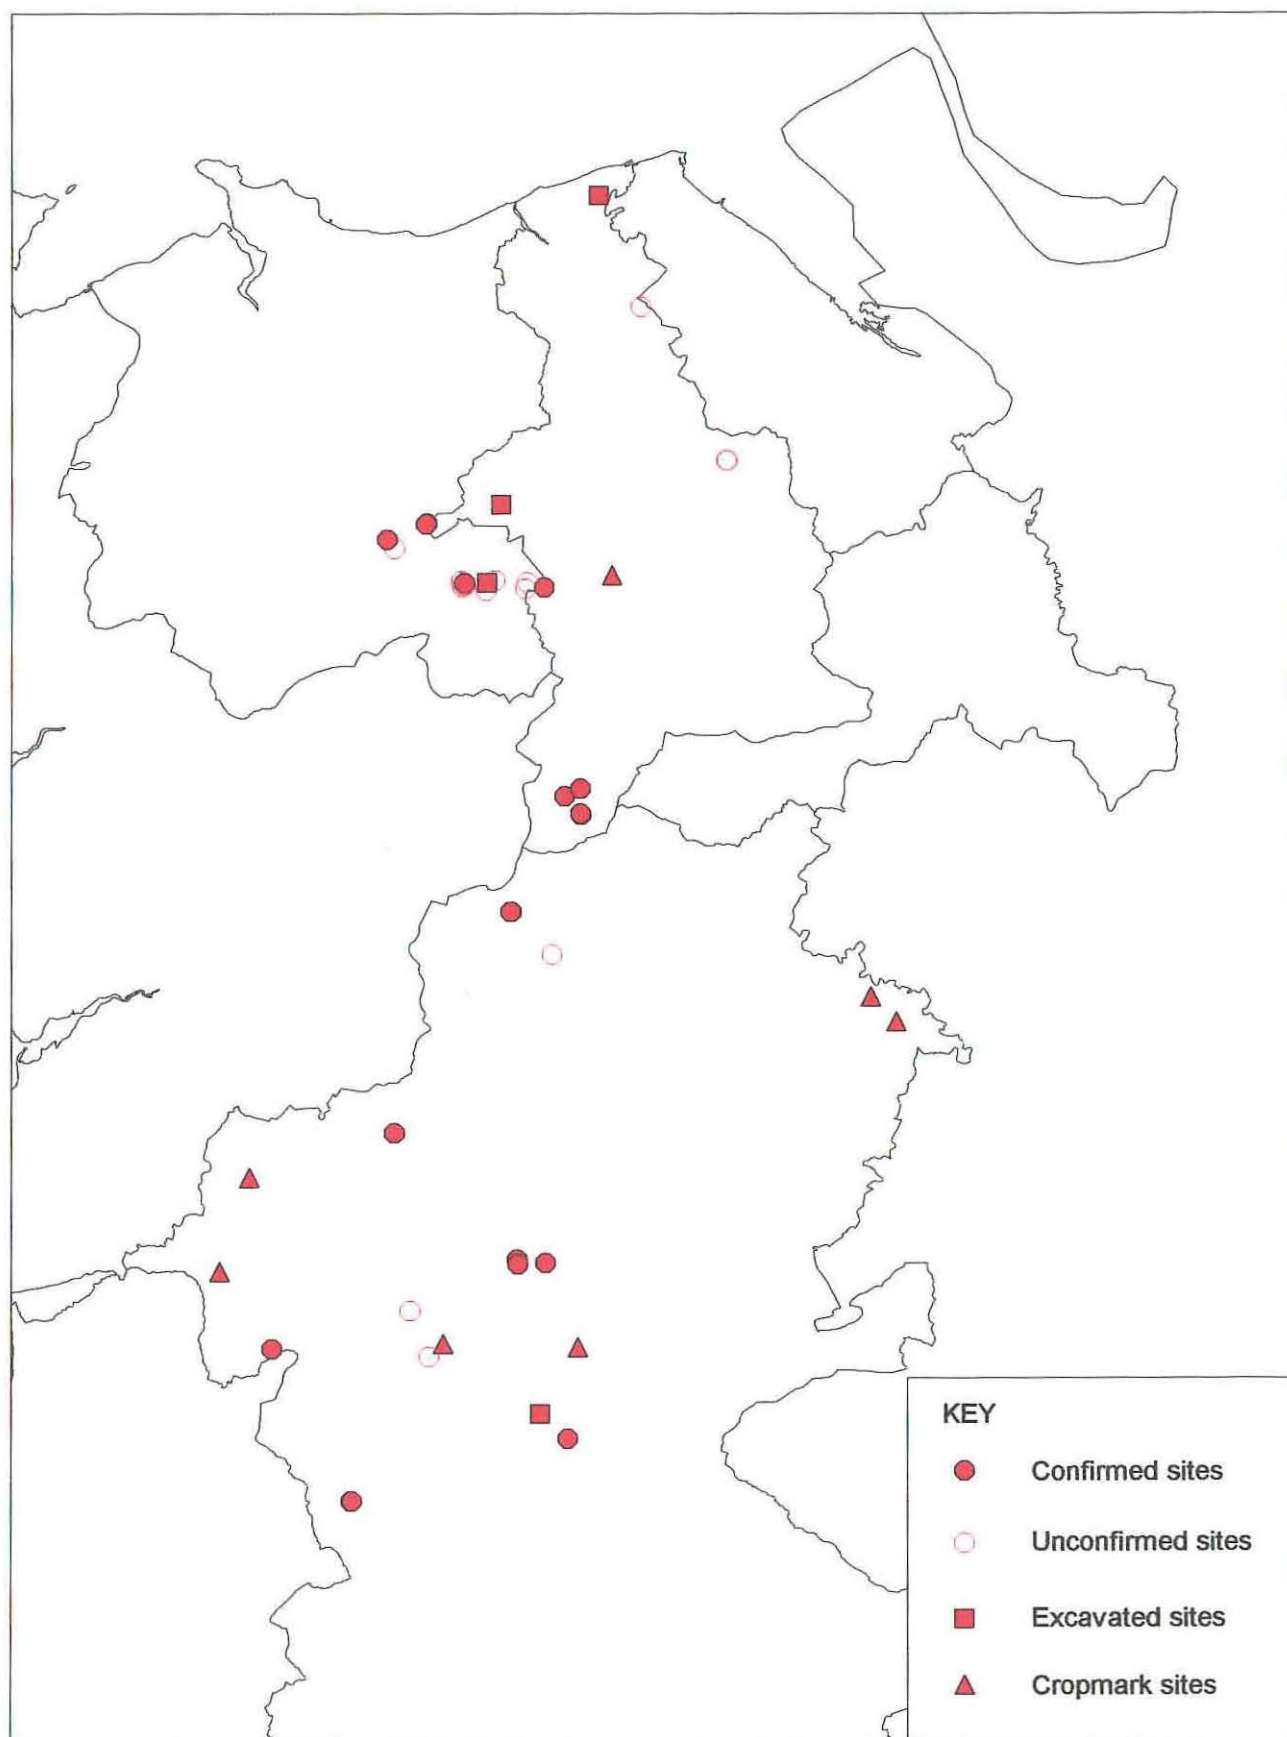 KEY
Confirmed sites
Unconfirmed sites
Excavated sites
Cropmark sites